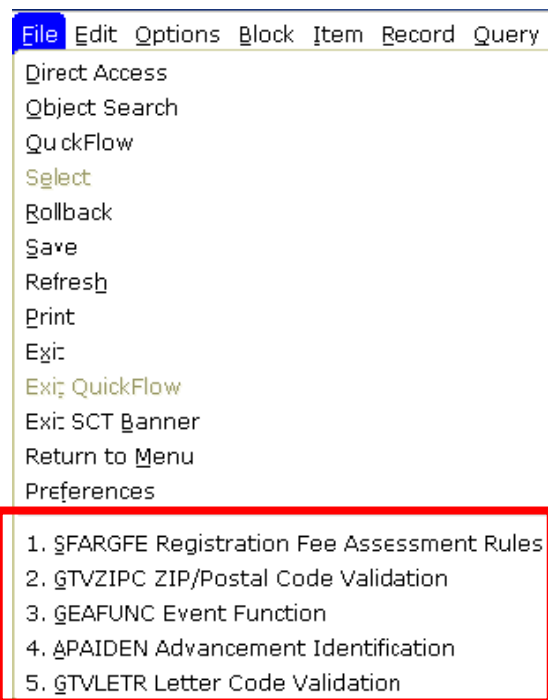 File Edit Options Block Item Record Query
Direct Access
Object Search
QuickFlow
Select
Rollback
Save
Refresh
Print
Exit
Exit QuickFlow
Exit SCT Banner
Return to Menu
Preferences
1. SFARGFE Registration Fee Assessment Rules
2. GTVZIPC ZIP/Postal Code Validation
3. GEAFUNC Event Function
4. APAIDEN Advancement Identification
5. GTVLETR Letter Code Validation